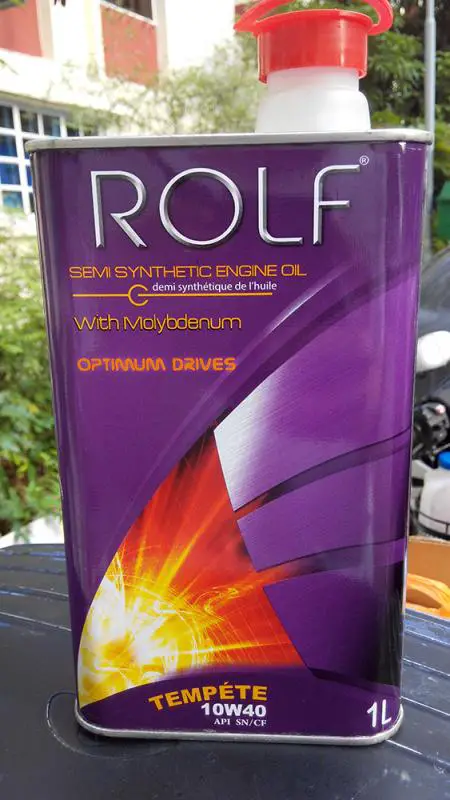 ROLF®
SEMI SYNTHETIC ENGINE OIL
demi synthétique de l'huile
With Molybdenum
OPTIMUM DRIVES
TEMPÉTE
10W40
API SN/CF
1L